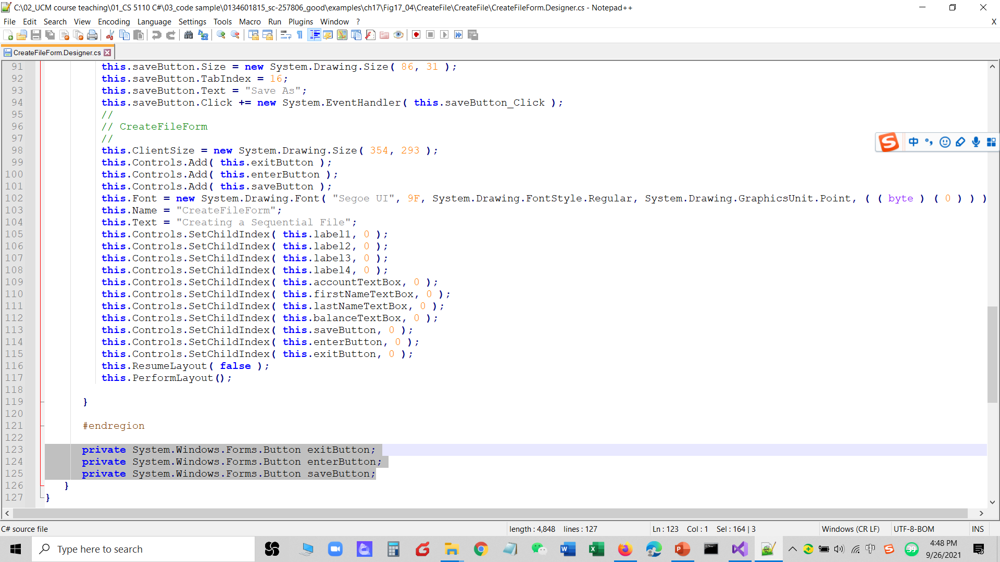 C:\02_UCM course teaching\01_CS 5110 C#\03_code sample\0134601815_sc-257806_good\examples\ch17\Fig17_04\CreateFile\CreateFile\CreateFileForm.Designer.cs - Notepad++
File Edit Search View Encoding Language Settings Tools Macro Run Plugins Window ? X
CreateFileForm.Designer.cs
91 this.saveButton.Size = new System.Drawing.Size( 86, 31 );
92 this.saveButton.TabIndex = 16;
93 this.saveButton.Text = "Save As";
94 this.saveButton.Click += new System.EventHandler( this.saveButton_Click );
95 //
96 // CreateFileForm
97 //
98 this.ClientSize = new System.Drawing.Size( 354, 293 );
99 this.Controls.Add( this.exitButton );
100 this.Controls.Add( this.enterButton );
101 this.Controls.Add( this.saveButton );
102 this.Font = new System.Drawing.Font( "Segoe UI", 9F, System.Drawing.FontStyle.Regular, System.Drawing.GraphicsUnit.Point, ( ( byte ) ( 0 ) ) )
103 this.Name = "CreateFileForm";
104 this.Text = "Creating a Sequential File";
105 this.Controls.SetChildIndex( this.label1, 0 );
106 this.Controls.SetChildIndex( this.label2, 0 );
107 this.Controls.SetChildIndex( this.label3, 0 );
108 this.Controls.SetChildIndex( this.label4, 0 );
109 this.Controls.SetChildIndex( this.accountTextBox, 0 );
110 this.Controls.SetChildIndex( this.firstNameTextBox, 0 );
111 this.Controls.SetChildIndex( this.lastNameTextBox, 0 );
112 this.Controls.SetChildIndex( this.balanceTextBox, 0 );
113 this.Controls.SetChildIndex( this.saveButton, 0 );
114 this.Controls.SetChildIndex( this.enterButton, 0 );
115 this.Controls.SetChildIndex( this.exitButton, 0 );
116 this.ResumeLayout( false );
117 this.PerformLayout();
118
119 }
120
121 #endregion
122
123 private System.Windows.Forms.Button exitButton;
124 private System.Windows.Forms.Button enterButton;
125 private System.Windows.Forms.Button saveButton;
126 }
127 }
中
C# source file length : 4,848 lines : 127 Ln : 123 Col : 1 Sel : 164 | 3 Windows (CR LF) UTF-8-BOM INS
Type here to search
中 39 4:48 PM
9/26/2021